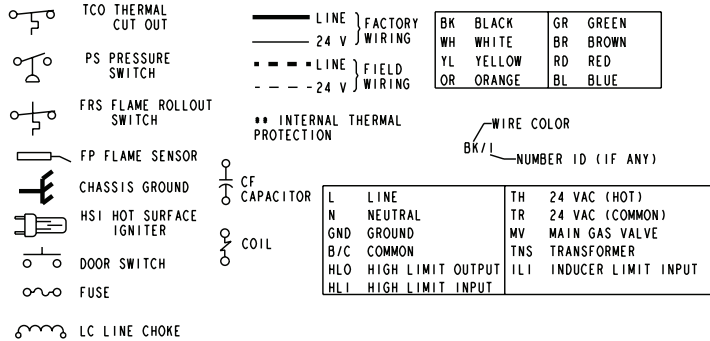 TCO THERMAL
CUT OUT
PS PRESSURE
SWITCH
FRS FLAME ROLLOUT
SWITCH
FP FLAME SENSOR
CHASSIS GROUND
HSI HOT SURFACE
IGNITER
DOOR SWITCH
FUSE
LC LINE CHOKE
LINE
24 V
FACTORY
WIRING
LINE
24 V
FIELD
WIRING
** INTERNAL THERMAL
PROTECTION
CF
CAPACITOR
COIL
BK BLACK GR GREEN
WH WHITE BR BROWN
YL YELLOW RD RED
OR ORANGE BL BLUE
WIRE COLOR
BK/1
NUMBER ID (IF ANY)
L LINE TH 24 VAC (HOT)
N NEUTRAL TR 24 VAC (COMMON)
GND GROUND MV MAIN GAS VALVE
B/C COMMON TNS TRANSFORMER
HLO HIGH LIMIT OUTPUT ILI INDUCER LIMIT INPUT
HLI HIGH LIMIT INPUT